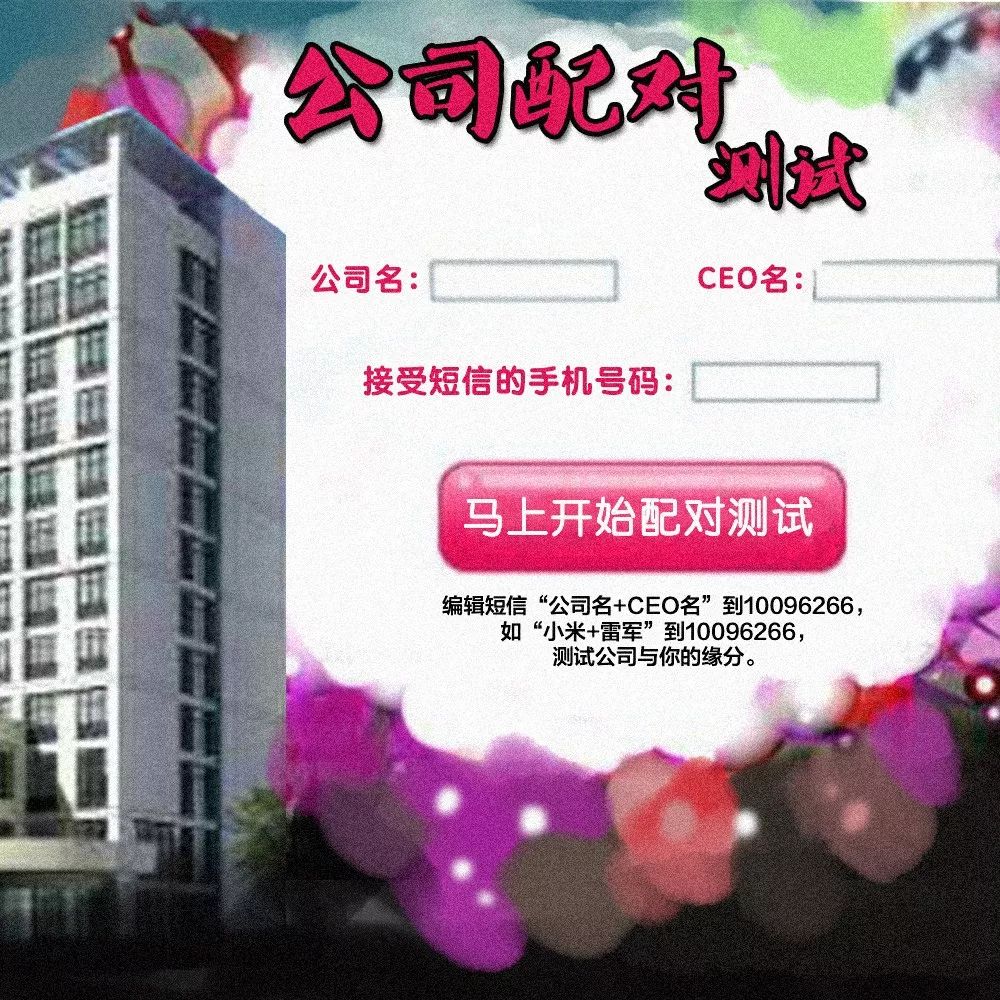 公司配对
测试
公司名：
CEO名：
接受短信的手机号码：
马上开始配对测试
编辑短信“公司名+CEO名”到10096266，
如“小米+雷军”到10096266，
测试公司与你的缘分。